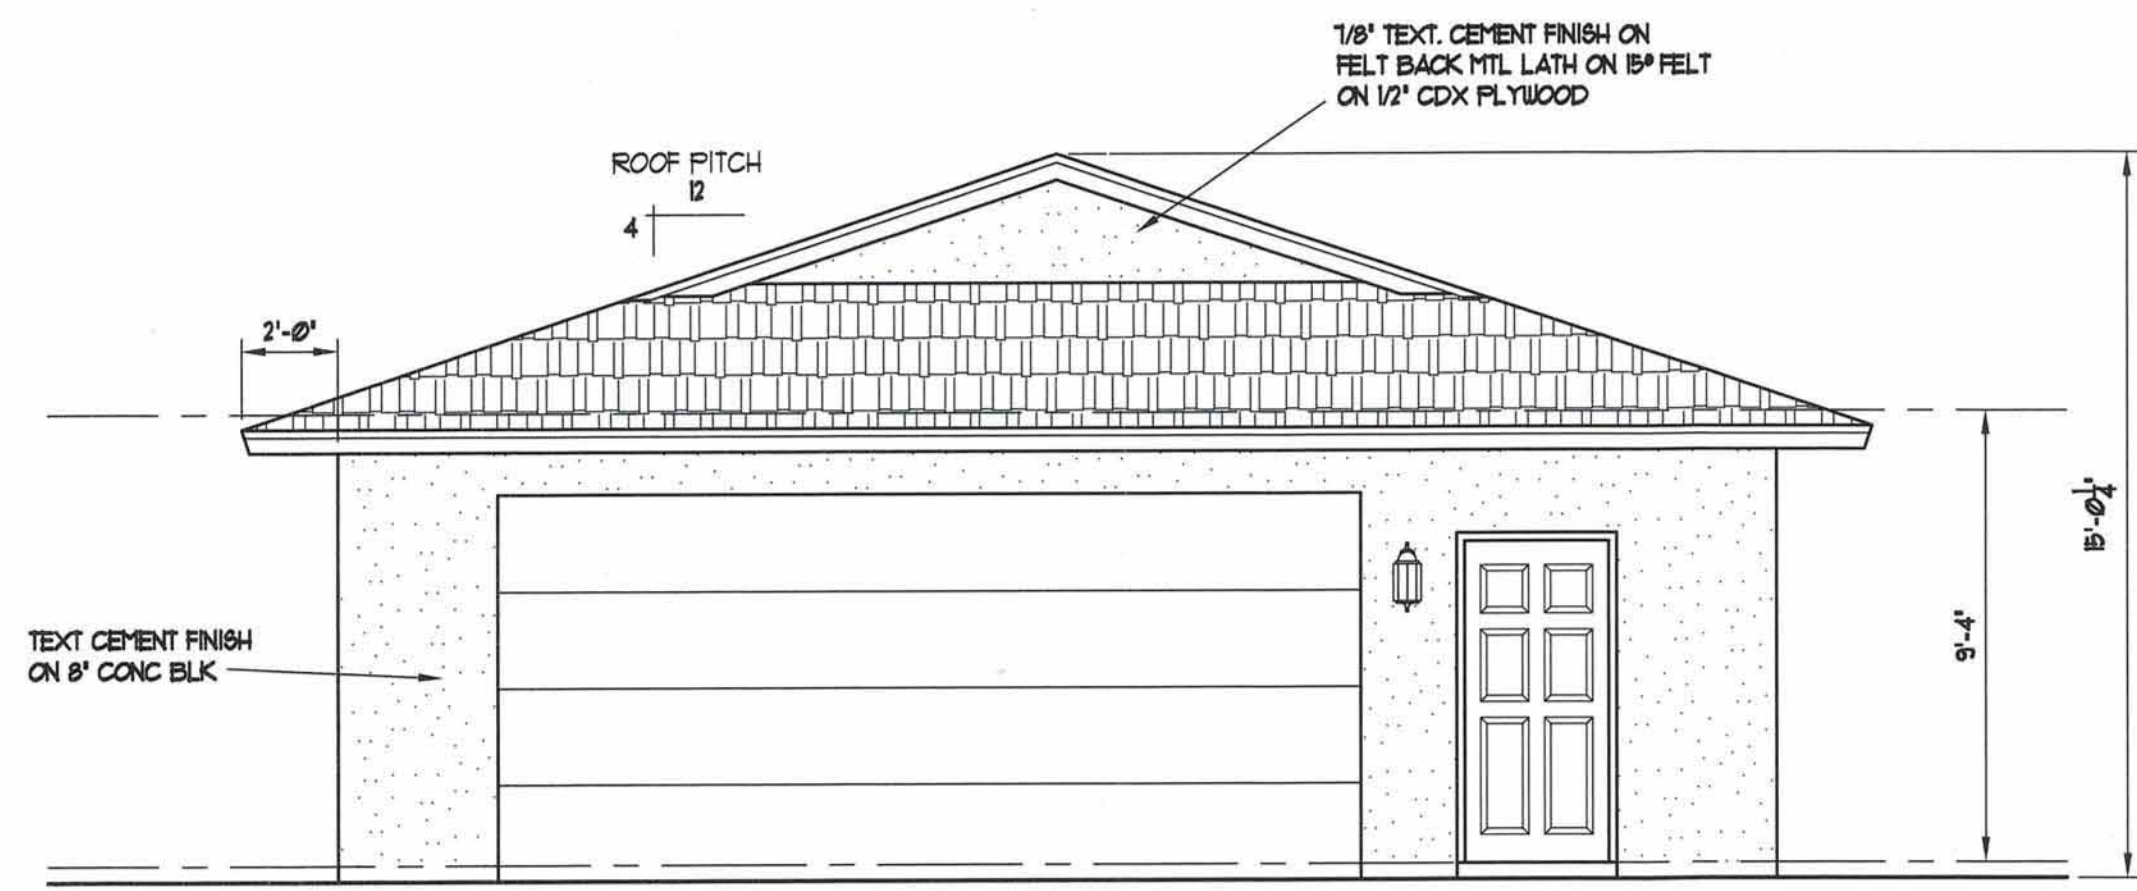 7/8" TEXT. CEMENT FINISH ON
FELT BACK MTL LATH ON 15# FELT
ON 1/2" CDX PLYWOOD
ROOF PITCH
12
4
2'-0"
TEXT CEMENT FINISH
ON 8" CONC BLK
9'-4"
15'-0 1/4"